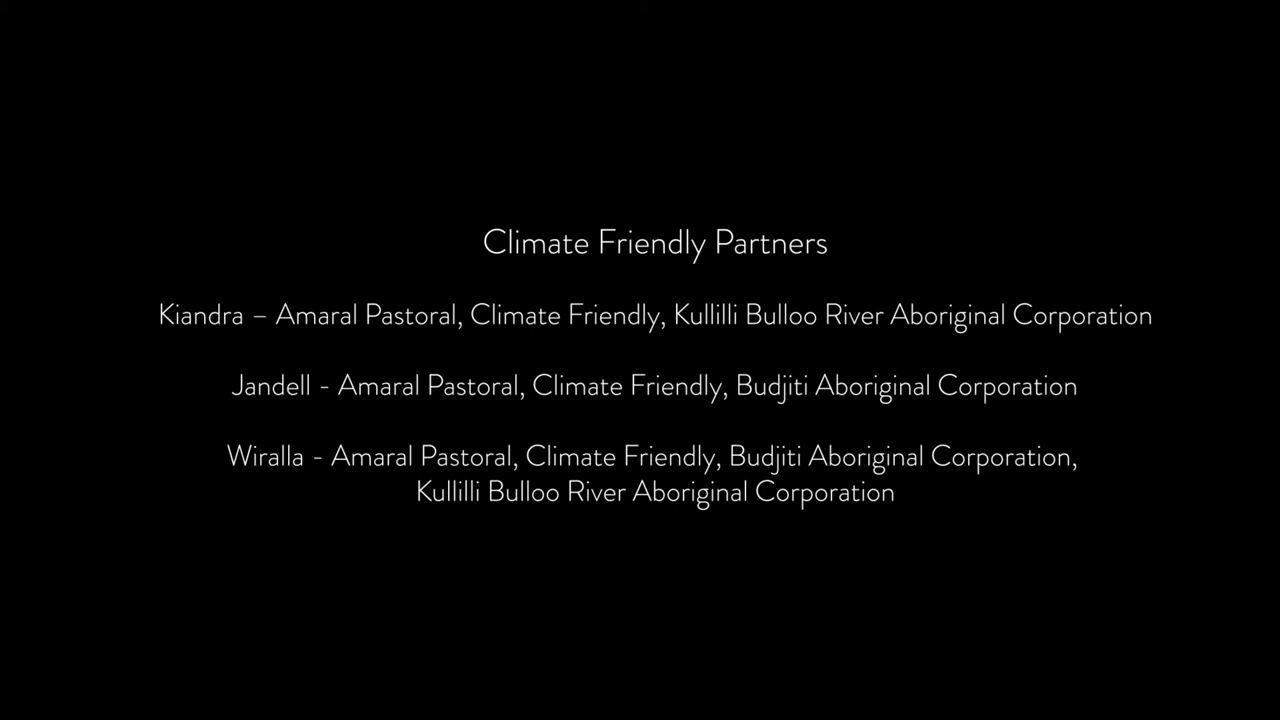 Climate Friendly Partners
Kiandra – Amaral Pastoral, Climate Friendly, Kullilli Bulloo River Aboriginal Corporation
Jandell - Amaral Pastoral, Climate Friendly, Budjiti Aboriginal Corporation
Wiralla - Amaral Pastoral, Climate Friendly, Budjiti Aboriginal Corporation,
Kullilli Bulloo River Aboriginal Corporation